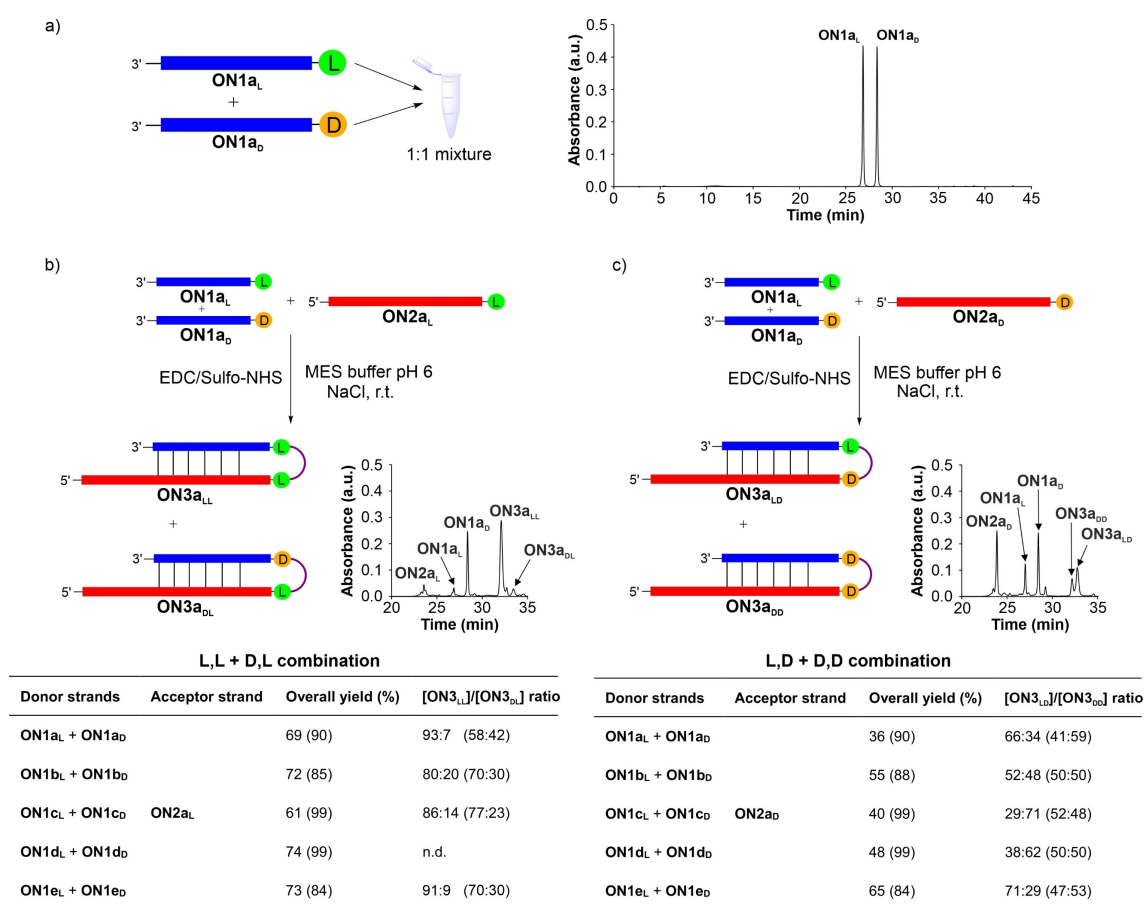 a)
3'
L
ON1aL
+
3'
D
ON1aD
1:1 mixture
Absorbance (a.u.)
0.5
0.4
0.3
0.2
0.1
0.0
ON1aL ON1aD
0 5 10 15 20 25 30 35 40 45
Time (min)
b)
3' L
ON1aL
+
3' D
ON1aD
+
5' L
ON2aL
EDC/Sulfo-NHS
MES buffer pH 6
NaCl, r.t.
3' L
5' L
ON3aLL
+
3' D
5' L
ON3aDL
Absorbance (a.u.)
0.5
0.4
0.3
0.2
0.1
0.0
ON2aL
ON1aL
ON1aD
ON3aLL
ON3aDL
20 25 30 35
Time (min)
c)
3' L
ON1aL
+
3' D
ON1aD
+
5' D
ON2aD
EDC/Sulfo-NHS
MES buffer pH 6
NaCl, r.t.
3' L
5' D
ON3aLD
+
3' D
5' D
ON3aDD
Absorbance (a.u.)
0.5
0.4
0.3
0.2
0.1
0.0
ON2aD
ON1aL
ON1aD
ON3aDD
ON3aLD
20 25 30 35
Time (min)
L,L + D,L combination
Donor strands Acceptor strand Overall yield (%) [ON3LL]/[ON3DL] ratio
ON1aL + ON1aD 69 (90) 93:7 (58:42)
ON1bL + ON1bD 72 (85) 80:20 (70:30)
ON1cL + ON1cD ON2aL 61 (99) 86:14 (77:23)
ON1dL + ON1dD 74 (99) n.d.
ON1eL + ON1eD 73 (84) 91:9 (70:30)
L,D + D,D combination
Donor strands Acceptor strand Overall yield (%) [ON3LD]/[ON3DD] ratio
ON1aL + ON1aD 36 (90) 66:34 (41:59)
ON1bL + ON1bD 55 (88) 52:48 (50:50)
ON1cL + ON1cD ON2aD 40 (99) 29:71 (52:48)
ON1dL + ON1dD 48 (99) 38:62 (50:50)
ON1eL + ON1eD 65 (84) 71:29 (47:53)